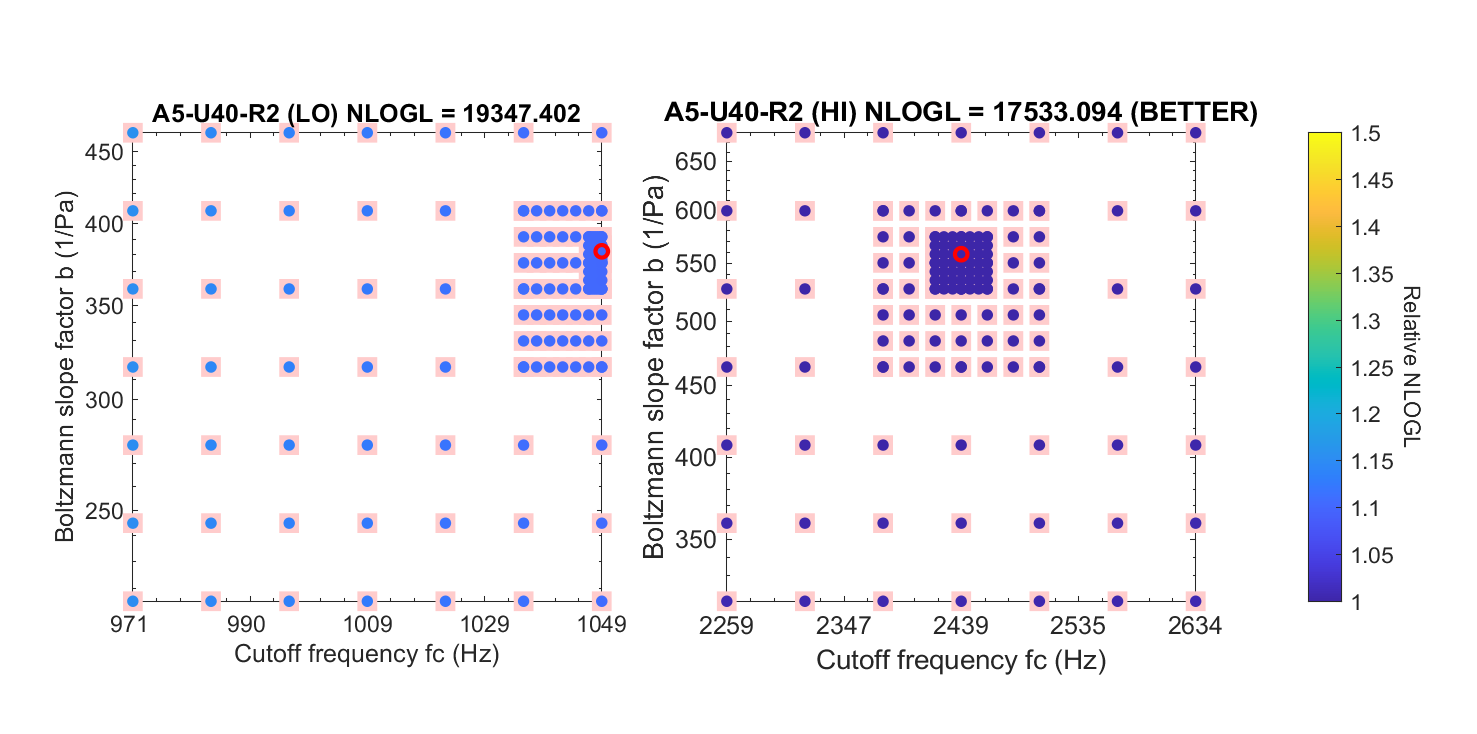 A5-U40-R2 (LO) NLOGL = 19347.402
Boltzmann slope factor b (1/Pa)
450
400
350
300
250
971 990 1009 1029 1049
Cutoff frequency fc (Hz)
A5-U40-R2 (HI) NLOGL = 17533.094 (BETTER)
Boltzmann slope factor b (1/Pa)
650
600
550
500
450
400
350
2259 2347 2439 2535 2634
Cutoff frequency fc (Hz)
1.5
1.45
1.4
1.35
1.3
1.25
1.2
1.15
1.1
1.05
1
Relative NLOGL